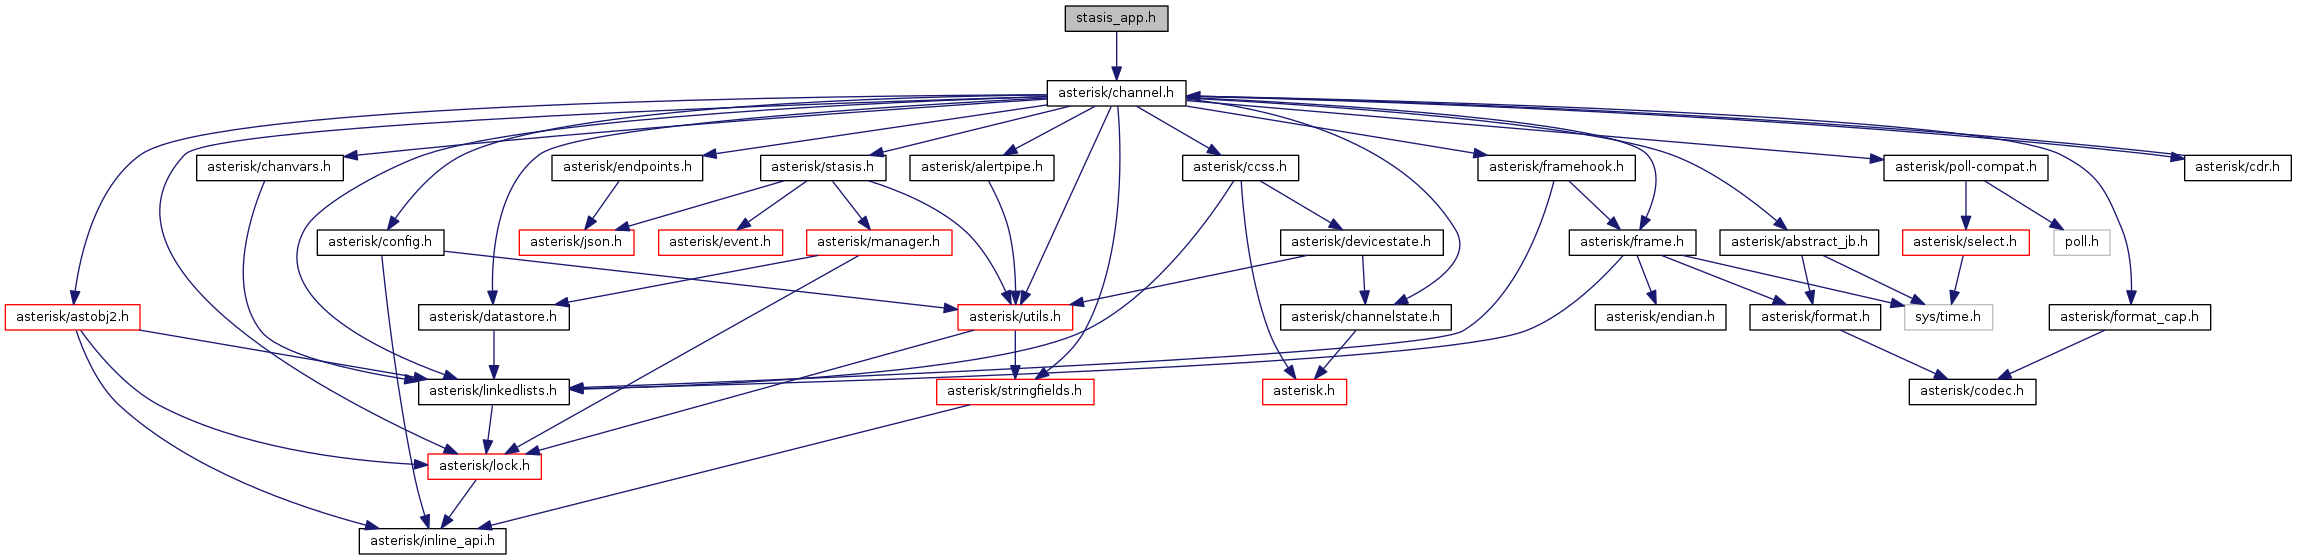 stasis_app.h
asterisk/channel.h
asterisk/chanvars.h
asterisk/endpoints.h
asterisk/stasis.h
asterisk/alertpipe.h
asterisk/ccss.h
asterisk/framehook.h
asterisk/poll-compat.h
asterisk/cdr.h
asterisk/config.h
asterisk/json.h
asterisk/event.h
asterisk/manager.h
asterisk/devicestate.h
asterisk/frame.h
asterisk/abstract_jb.h
asterisk/select.h
poll.h
asterisk/astobj2.h
asterisk/datastore.h
asterisk/utils.h
asterisk/channelstate.h
asterisk/endian.h
asterisk/format.h
sys/time.h
asterisk/format_cap.h
asterisk/linkedlists.h
asterisk/stringfields.h
asterisk.h
asterisk/codec.h
asterisk/lock.h
asterisk/inline_api.h